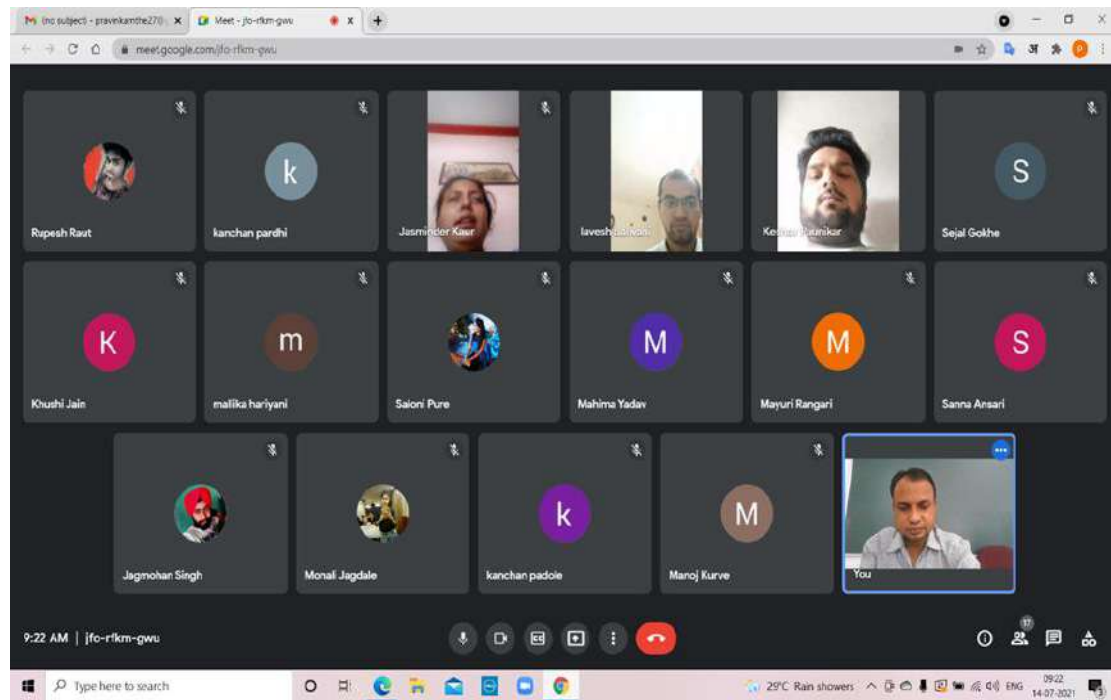 (no subject) - pravinkamthe270
Meet - jfo-rfkm-gwu
meet.google.com/jfo-rfkm-gwu
अ
P
Rupesh Raut
k
kanchan pardhi
Jasminder Kaur
lavesh
Sejal Gokhe
S
K
Khushi Jain
m
mallika hariyani
Saloni Pure
M
Mahima Yadav
M
Mayuri Rangari
S
Sanna Ansari
Jagmohan Singh
Monali Jagdale
k
kanchan padole
M
Manoj Kurve
You
9:22 AM | jfo-rfkm-gwu
17
Type here to search
29°C Rain showers
ENG
09:22
14-07-2021